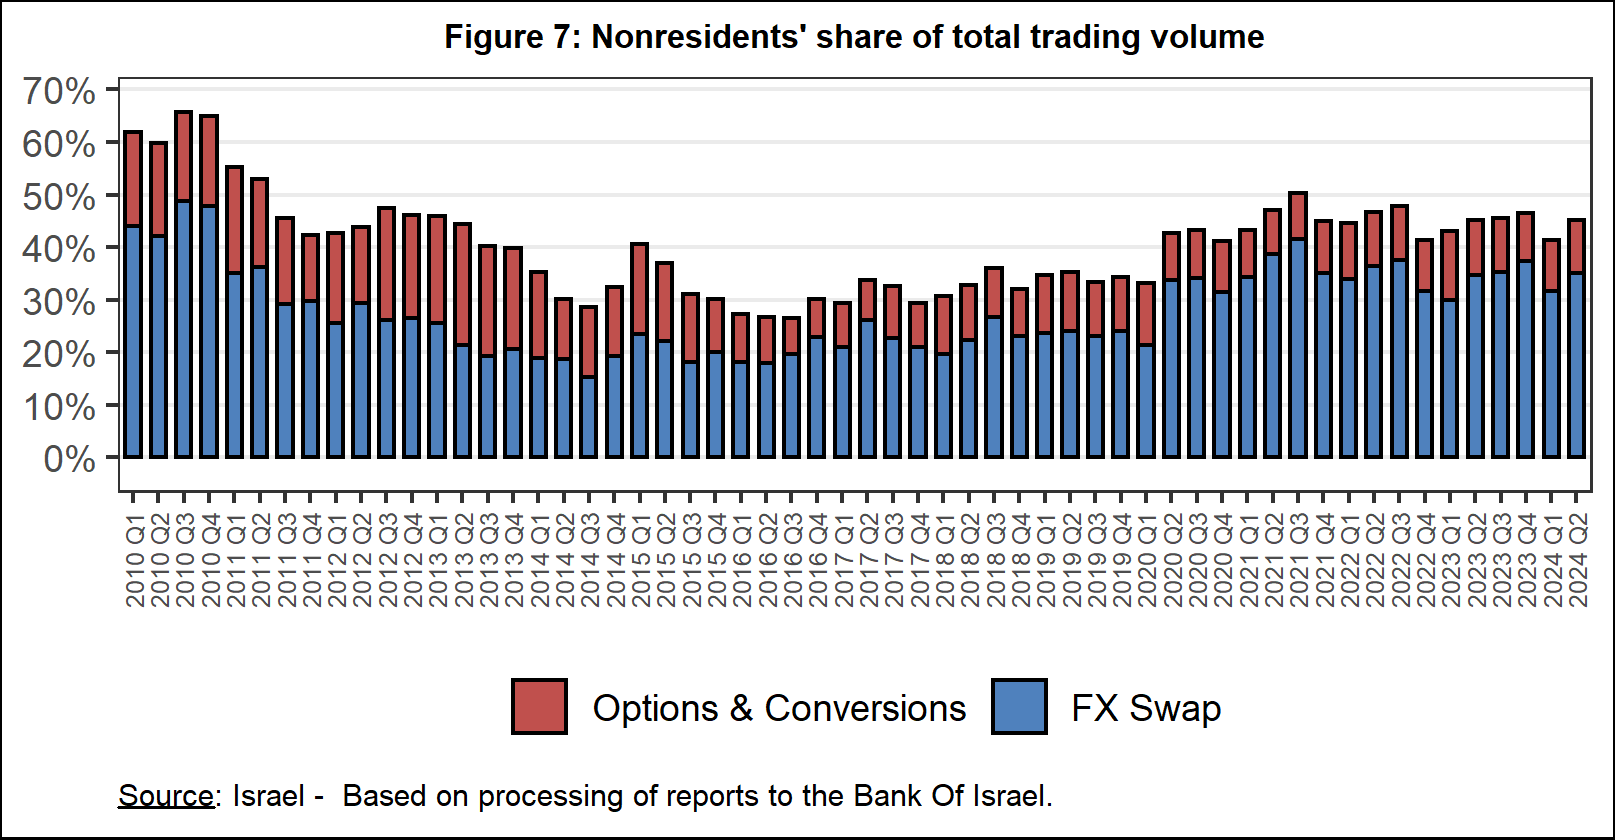 Figure 7: Nonresidents' share of total trading volume
70%
60%
50%
40%
30%
20%
10%
0%
2010 Q1
2010 Q2
2010 Q3
2010 Q4
2011 Q1
2011 Q2
2011 Q3
2011 Q4
2012 Q1
2012 Q2
2012 Q3
2012 Q4
2013 Q1
2013 Q2
2013 Q3
2013 Q4
2014 Q1
2014 Q2
2014 Q3
2014 Q4
2015 Q1
2015 Q2
2015 Q3
2015 Q4
2016 Q1
2016 Q2
2016 Q3
2016 Q4
2017 Q1
2017 Q2
2017 Q3
2017 Q4
2018 Q1
2018 Q2
2018 Q3
2018 Q4
2019 Q1
2019 Q2
2019 Q3
2019 Q4
2020 Q1
2020 Q2
2020 Q3
2020 Q4
2021 Q1
2021 Q2
2021 Q3
2021 Q4
2022 Q1
2022 Q2
2022 Q3
2022 Q4
2023 Q1
2023 Q2
2023 Q3
2023 Q4
2024 Q1
2024 Q2
Options & Conversions
FX Swap
Source: Israel -  Based on processing of reports to the Bank Of Israel.